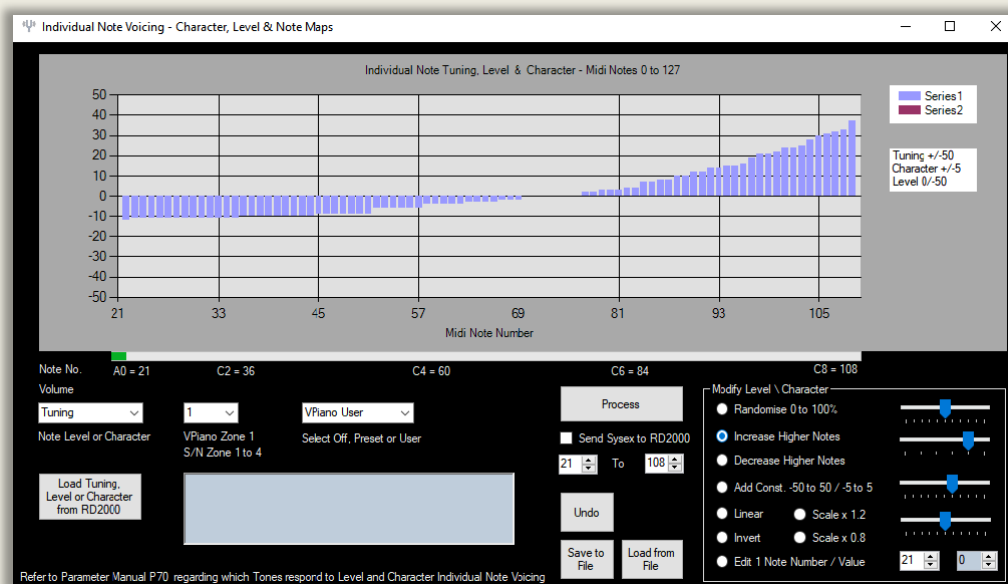 Individual Note Voicing - Character, Level & Note Maps
Individual Note Tuning, Level & Character - Midi Notes 0 to 127
50
40
30
20
10
0
-10
-20
-30
-40
-50
21 33 45 57 69 81 93 105
Midi Note Number
Series1
Series2
Tuning +/-50
Character +/-5
Level 0/-50
Note No. A0 = 21 C2 = 36 C4 = 60 C6 = 84 C8 = 108
Volume
Tuning
Note Level or Character
1
VPiano Zone 1
S/N Zone 1 to 4
VPiano User
Select Off, Preset or User
Load Tuning,
Level or Character
from RD2000
Process
Send Sysex to RD2000
21 To 108
Undo
Save to
File
Load from
File
Modify Level \ Character
Randomise 0 to 100%
Increase Higher Notes
Decrease Higher Notes
Add Const. -50 to 50 / -5 to 5
Linear Scale x 1.2
Invert Scale x 0.8
Edit 1 Note Number / Value 21 0
Refer to Parameter Manual P70 regarding which Tones respond to Level and Character Individual Note Voicing